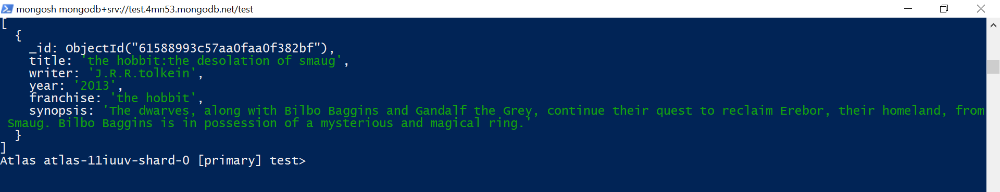 mongosh mongodb+srv://test.4mn53.mongodb.net/test
[
  {
    _id: ObjectId("61588993c57aa0faa0f382bf"),
    title: 'the hobbit:the desolation of smaug',
    writer: 'J.R.R.tolkein',
    year: '2013',
    franchise: 'the hobbit',
    synopsis: 'The dwarves, along with Bilbo Baggins and Gandalf the Grey, continue their quest to reclaim Erebor, their homeland, from
 Smaug. Bilbo Baggins is in possession of a mysterious and magical ring.'
  }
]
Atlas atlas-11iuuv-shard-0 [primary] test>